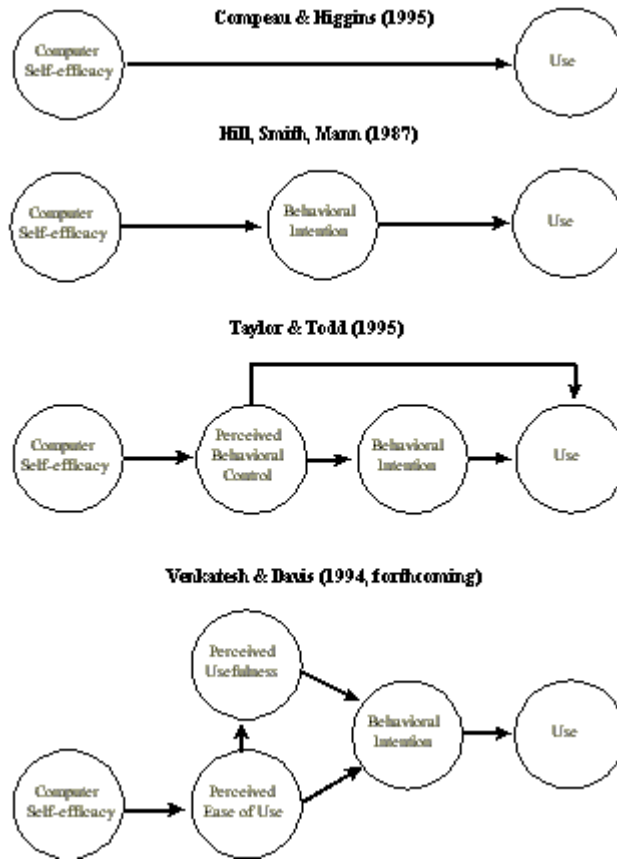 Compeau & Higgins (1995)
Computer
Self-efficacy
Use
Hill, Smith, Mann (1987)
Computer
Self-efficacy
Behavioral
Intention
Use
Taylor & Todd (1995)
Computer
Self-efficacy
Perceived
Behavioral
Control
Behavioral
Intention
Use
Venkatesh & Davis (1994, forthcoming)
Perceived
Usefulness
Behavioral
Intention
Use
Computer
Self-efficacy
Perceived
Ease of Use